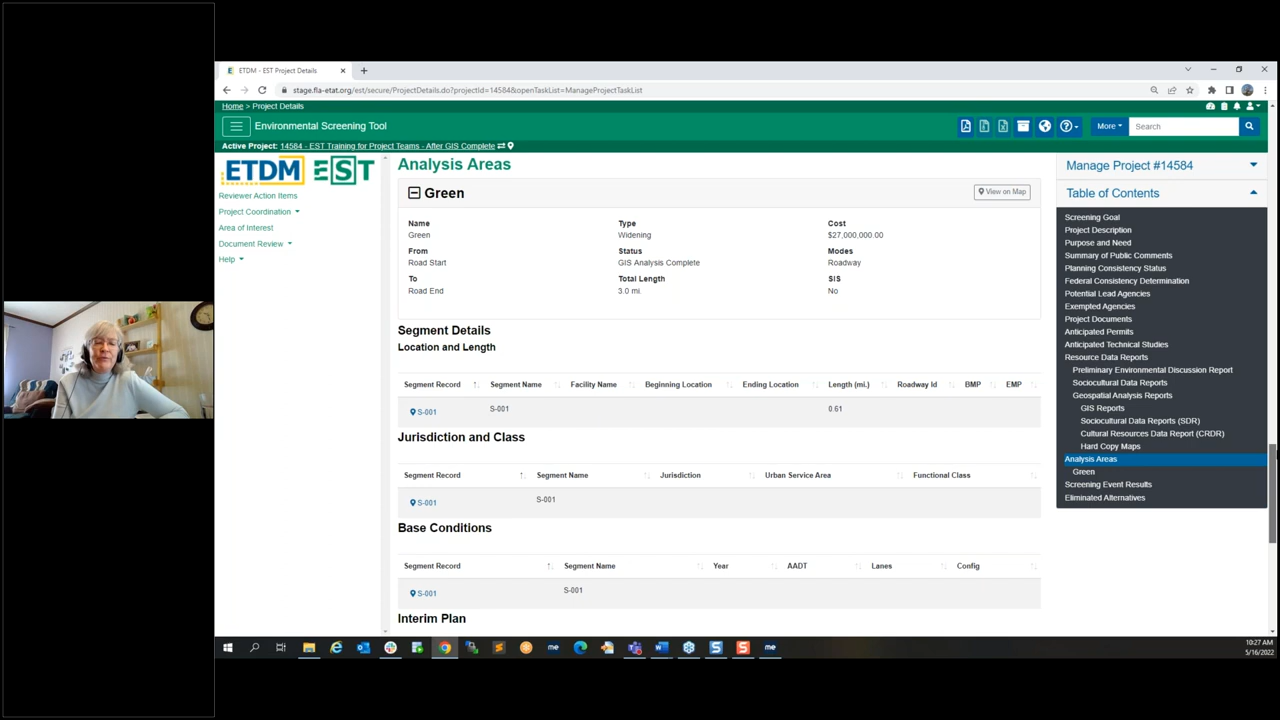 ETDM - EST Project Details
stage.fla-etat.org/est/secure/ProjectDetails.do?projectId=14584&openTaskList=ManageProjectTaskList
Home > Project Details
Environmental Screening Tool
More
Search
Active Project: 14584 - EST Training for Project Teams - After GIS Complete
ETDM EST
Reviewer Action Items
Project Coordination
Area of Interest
Document Review
Help
Analysis Areas
Green
View on Map
Name Type Cost
Green Widening $27,000,000.00
From Status Modes
Road Start GIS Analysis Complete Roadway
To Total Length SIS
Road End 3.0 mi. No
Segment Details
Location and Length
Segment Record Segment Name Facility Name Beginning Location Ending Location Length (mi.) Roadway Id BMP EMP
S-001 S-001 0.61
Jurisdiction and Class
Segment Record Segment Name Jurisdiction Urban Service Area Functional Class
S-001 S-001
Base Conditions
Segment Record Segment Name Year AADT Lanes Config
S-001 S-001
Interim Plan
Manage Project #14584
Table of Contents
Screening Goal
Project Description
Purpose and Need
Summary of Public Comments
Planning Consistency Status
Federal Consistency Determination
Potential Lead Agencies
Exempted Agencies
Project Documents
Anticipated Permits
Anticipated Technical Studies
Resource Data Reports
Preliminary Environmental Discussion Report
Sociocultural Data Reports
Geospatial Analysis Reports
GIS Reports
Sociocultural Data Reports (SDR)
Cultural Resources Data Report (CRDR)
Hard Copy Maps
Analysis Areas
Green
Screening Event Results
Eliminated Alternatives
me
me
10:27 AM
5/16/2022